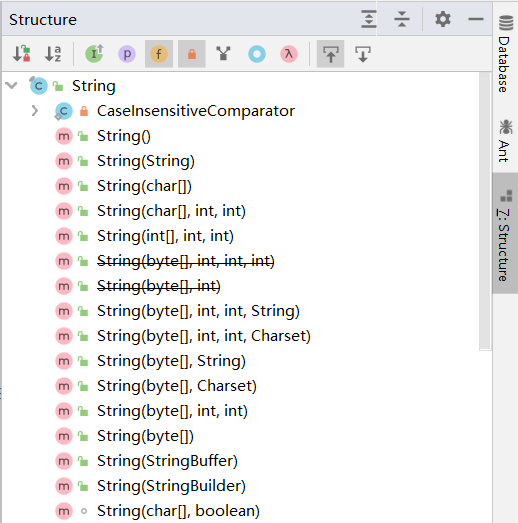 Structure
String
CaseInsensitiveComparator
String()
String(String)
String(char[])
String(char[], int, int)
String(int[], int, int)
String(byte[], int, int, int)
String(byte[], int)
String(byte[], int, int, String)
String(byte[], int, int, Charset)
String(byte[], String)
String(byte[], Charset)
String(byte[], int, int)
String(byte[])
String(StringBuffer)
String(StringBuilder)
String(char[], boolean)
Database
Ant
7: Structure